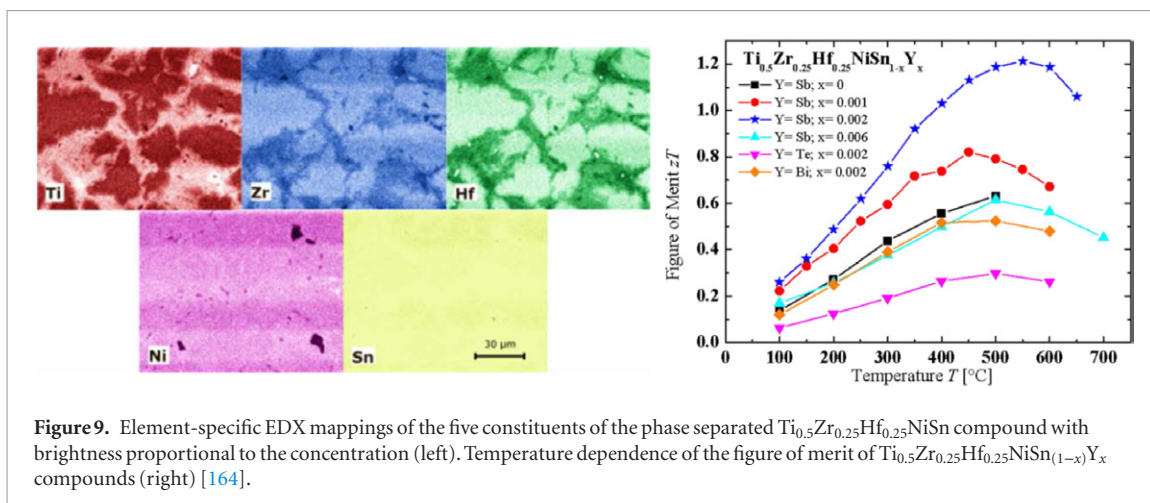 Ti
Zr
Hf
Ni
Sn
30 µm
Ti0.5Zr0.25Hf0.25NiSn1-xYx
Y= Sb; x= 0
Y= Sb; x= 0.001
Y= Sb; x= 0.002
Y= Sb; x= 0.006
Y= Te; x= 0.002
Y= Bi; x= 0.002
Figure of Merit zT
1.2
1.0
0.8
0.6
0.4
0.2
0.0
0 100 200 300 400 500 600 700
Temperature T [°C]
Figure 9. Element-specific EDX mappings of the five constituents of the phase separated Ti0.5Zr0.25Hf0.25NiSn compound with
brightness proportional to the concentration (left). Temperature dependence of the figure of merit of Ti0.5Zr0.25Hf0.25NiSn(1−x)Yx
compounds (right) [164].